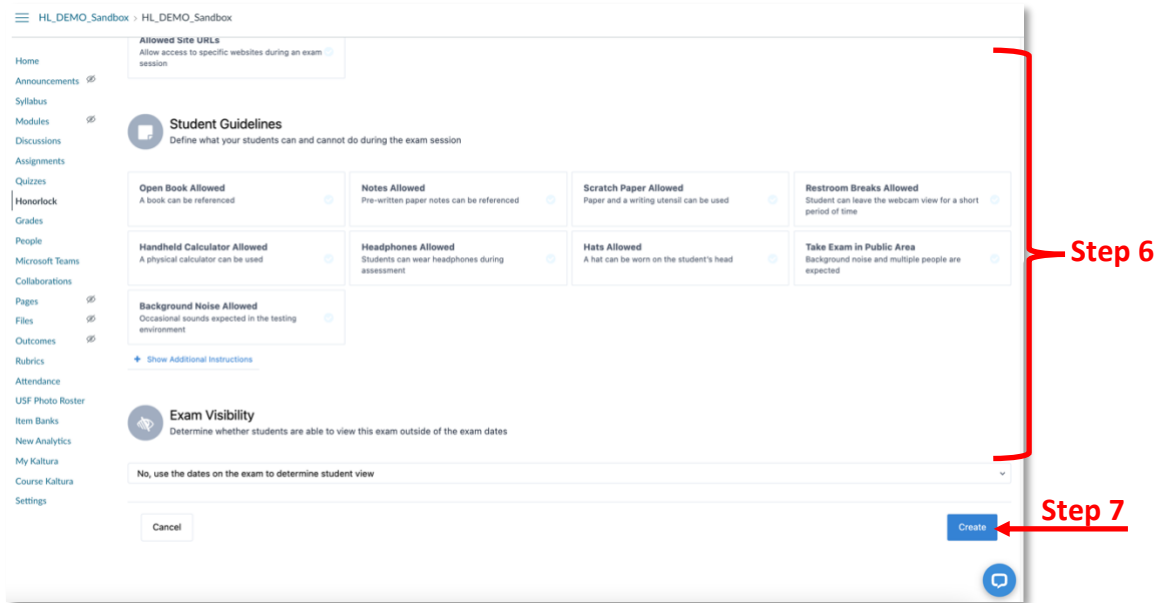 HL_DEMO_Sandbox > HL_DEMO_Sandbox
Home
Announcements
Syllabus
Modules
Discussions
Assignments
Quizzes
Honorlock
Grades
People
Microsoft Teams
Collaborations
Pages
Files
Outcomes
Rubrics
Attendance
USF Photo Roster
Item Banks
New Analytics
My Kaltura
Course Kaltura
Settings
Allowed Site URLs
Allow access to specific websites during an exam
session
Student Guidelines
Define what your students can and cannot do during the exam session
Open Book Allowed
A book can be referenced
Notes Allowed
Pre-written paper notes can be referenced
Scratch Paper Allowed
Paper and a writing utensil can be used
Restroom Breaks Allowed
Student can leave the webcam view for a short
period of time
Handheld Calculator Allowed
A physical calculator can be used
Headphones Allowed
Students can wear headphones during
assessment
Hats Allowed
A hat can be worn on the student's head
Take Exam in Public Area
Background noise and multiple people are
expected
Background Noise Allowed
Occasional sounds expected in the testing
environment
+ Show Additional Instructions
Exam Visibility
Determine whether students are able to view this exam outside of the exam dates
No, use the dates on the exam to determine student view
Cancel
Create
Step 6
Step 7